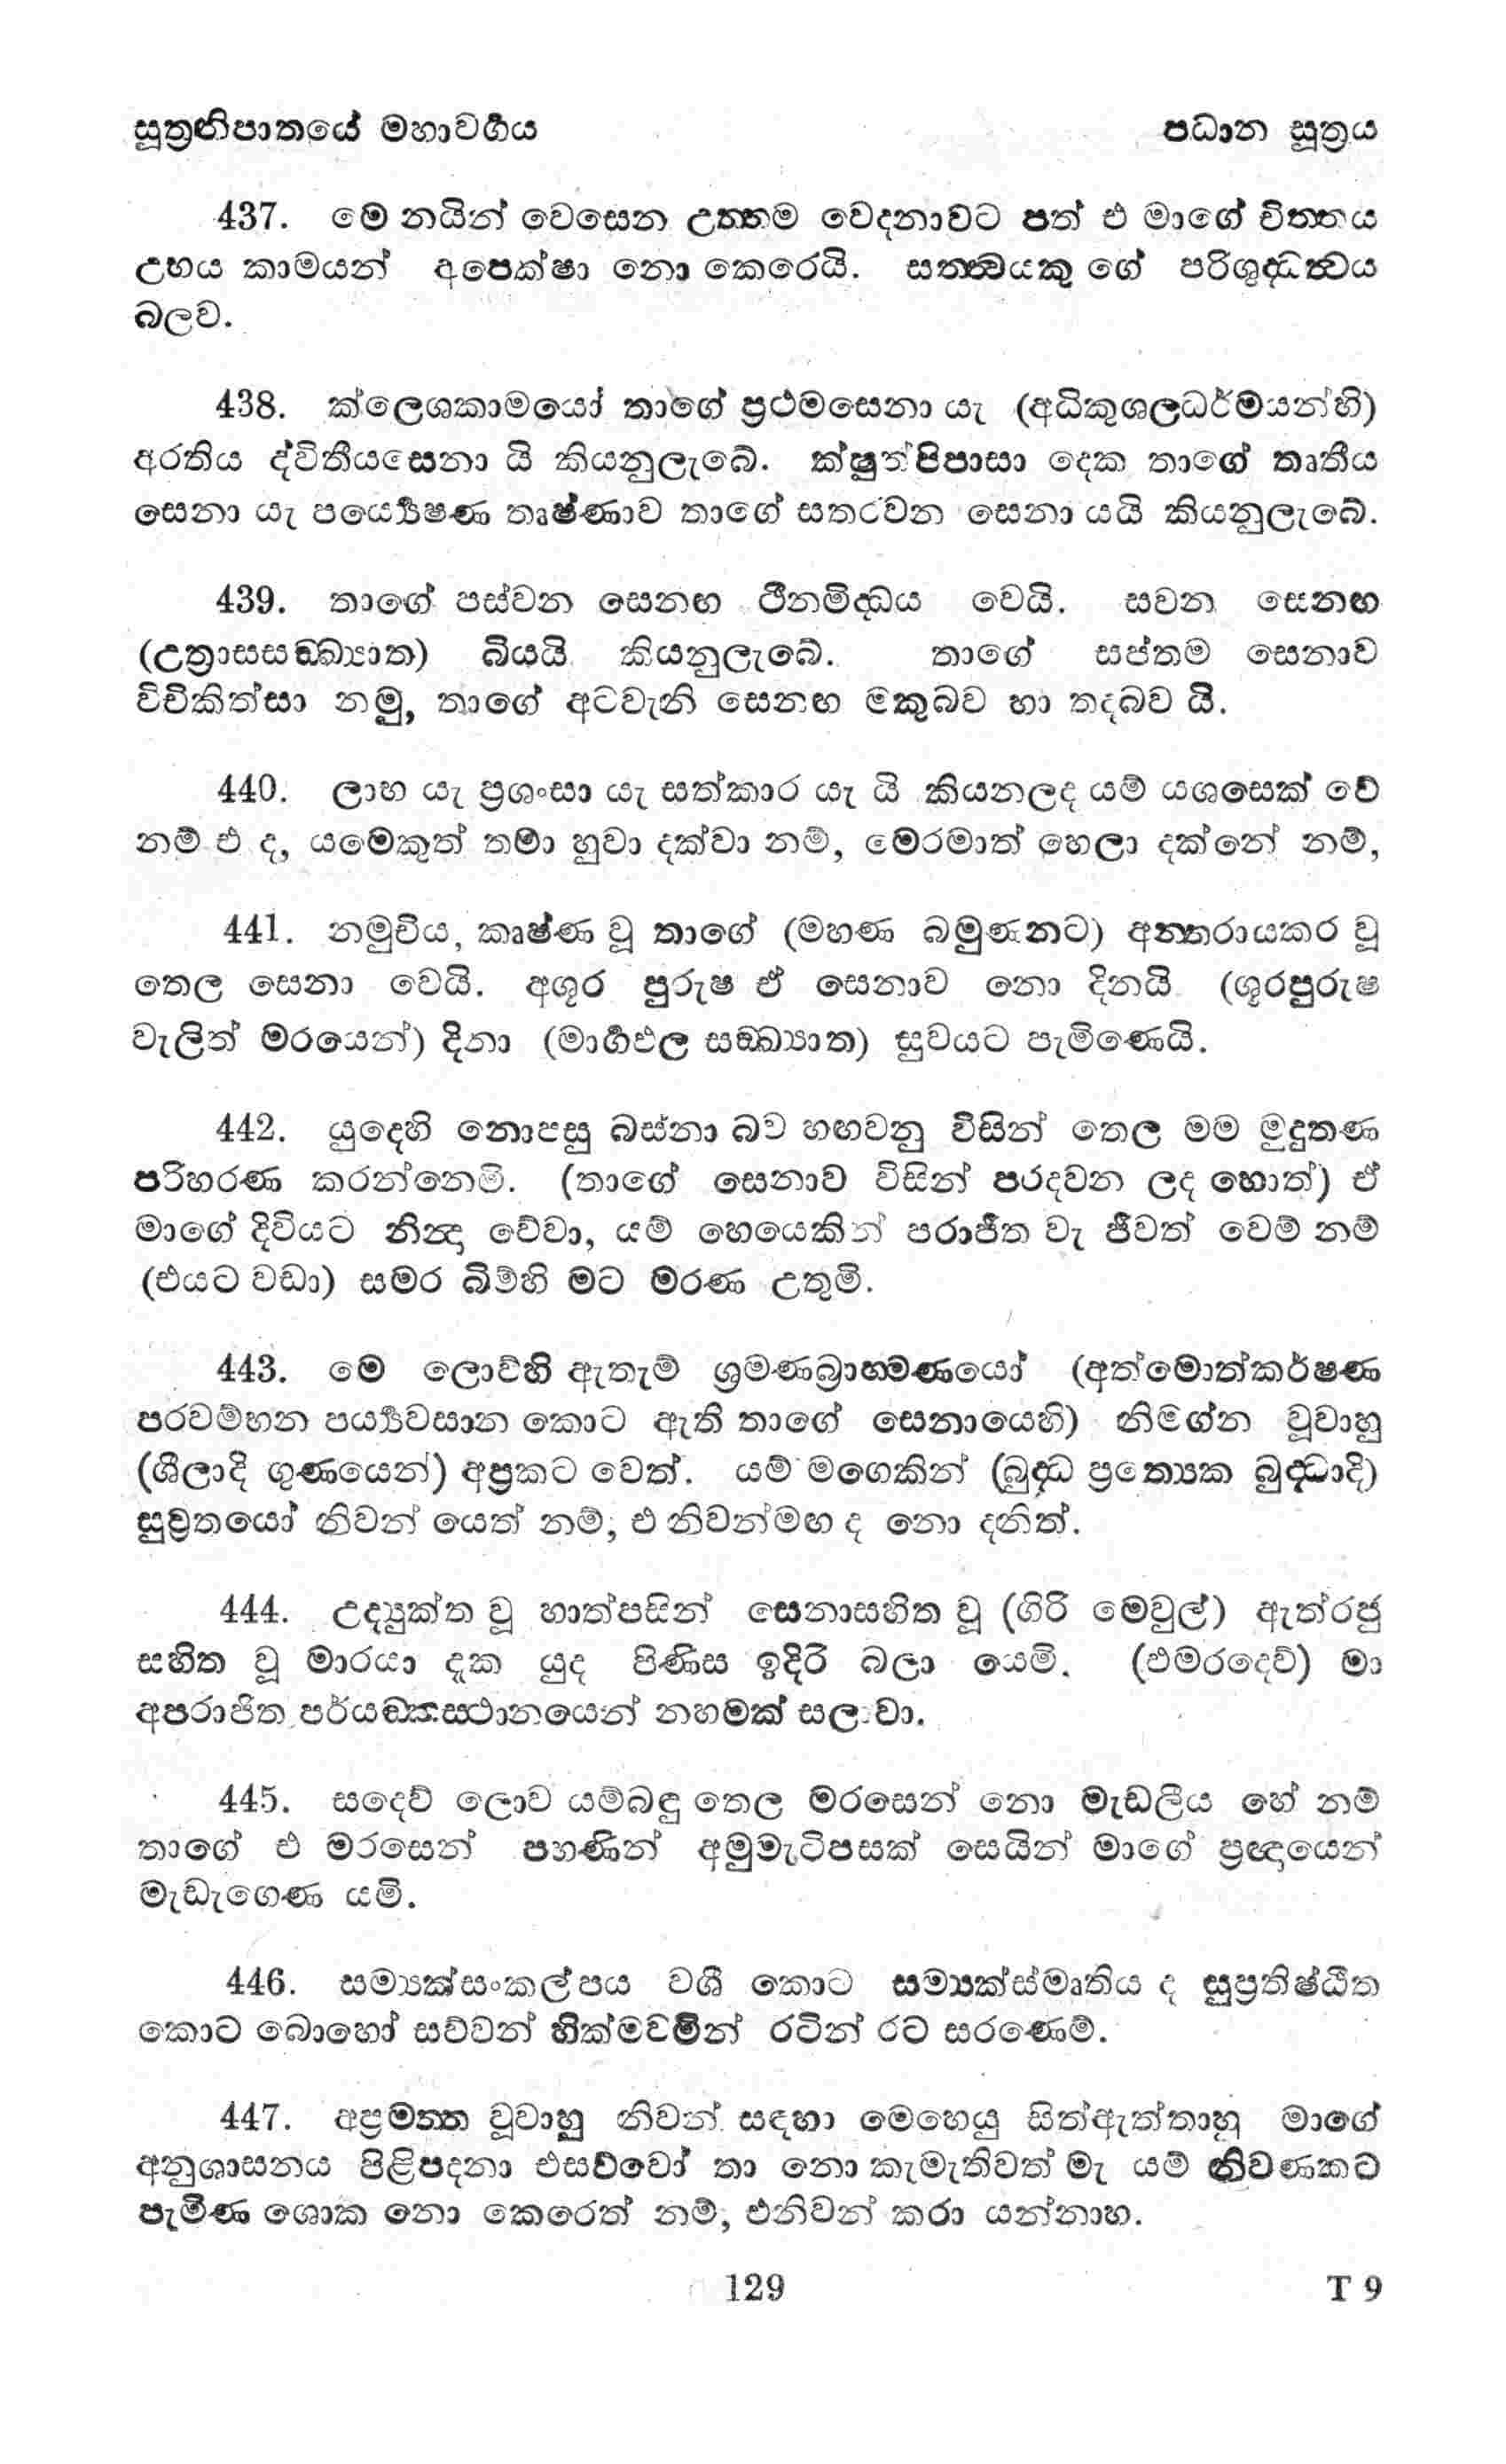 සූත්‍රනිපාතයේ මහාවර්‍ගය පධාන සූත්‍රය
437. මෙ නයින් වෙසෙන උත්තම වෙදනාවට පත් එ මාගේ චිත්තය
උභය කාමයන් අපෙක්ෂා නො කෙරෙයි. සත්ත්වයකු ගේ පරිශුද්ධත්වය
බලව.
438. ක්ලෙශකාමයෝ තාගේ ප්‍රථමසෙනා යැ (අධිකුශලධර්මයන්හි)
අරතිය ද්විතීයසෙනා යි කියනුලැබේ. ක්ෂුත්පිපාසා දෙක තාගේ තෘතීය
සෙනා යැ පර්‍ය්‍යෙෂණ තෘෂ්ණාව තාගේ සතරවන සෙනා යයි කියනුලැබේ.
439. තාගේ පස්වන සෙනඟ ථීනමිද්ධය වෙයි. සවන සෙනඟ
(උත්‍රාසසඞ්ඛ්‍යාත) බියයි කියනුලැබේ. තාගේ සප්තම සෙනාව
විචිකිත්සා නමු, තාගේ අටවැනි සෙනඟ මකුබව හා තදබව යි.
440. ලාභ යැ ප්‍රශංසා යැ සත්කාර යැ යි කියනලද යම් යශසෙක් වේ
නම් එ ද, යමෙකුත් තමා හුවා දක්වා නම්, මෙරමාත් හෙලා දක්නේ නම්,
441. නමුචිය, කෘෂ්ණ වූ තාගේ (මහණ බමුණනට) අන්තරායකර වූ
තෙල සෙනා වෙයි. අශූර පුරුෂ ඒ සෙනාව නො දිනයි (ශූරපුරුෂ
වැලින් මරයෙන්) දිනා (මාර්‍ගඵල සඞ්ඛ්‍යාත) සුවයට පැමිණෙයි.
442. යුදෙහි නොපසු බස්නා බව හඟවනු විසින් තෙල මම මුදුතණ
පරිහරණ කරන්නෙමි. (තාගේ සෙනාව විසින් පරදවන ලද හොත්) ඒ
මාගේ දිවියට නින්දා වේවා, යම් හෙයෙකින් පරාජිත වැ ජීවත් වෙම් නම්
(එයට වඩා) සමර බිම්හි මට මරණ උතුමි.
443. මෙ ලොව්හි ඇතැම් ශ්‍රමණබ්‍රාහ්මණයෝ (අත්මොත්කර්ෂණ
පරවම්භන පර්‍ය්‍යවසාන කොට ඇති තාගේ සෙනායෙහි) නිමග්න වූවාහු
(ශීලාදි ගුණයෙන්) අප්‍රකට වෙත්. යම් මගෙකින් (බුද්ධ ප්‍රත්‍යෙක බුද්ධාදි)
සුව්‍රතයෝ නිවන් යෙත් නම්, එ නිවන්මඟ ද නො දනිත්.
444. උද්‍යුක්ත වූ හාත්පසින් සෙනාසහිත වූ (ගිරි මෙවුල්) ඇත්රජු
සහිත වූ මාරයා දැක යුද පිණිස ඉදිරි බලා යෙමි. (එමරදෙව්) මා
අපරාජිත පර්යඞ්කස්ථානයෙන් නහමක් සලාවා.
445. සදෙව් ලොව යම්බඳු තෙල මරසෙන් නො මැඩලීය හේ නම්
තාගේ එ මරසෙන් පහණින් අමුමැටිපසක් සෙයින් මාගේ ප්‍රඥායෙන්
මැඩැගෙණ යමි.
446. සම්‍යක්සංකල්පය වශී කොට සම්‍යක්ස්මෘතිය ද සුප්‍රතිෂ්ඨිත
කොට බොහෝ සව්වන් හික්මවමින් රටින් රට සරණෙම්.
447. අප්‍රමත්ත වූවාහු නිවන් සඳහා මෙහෙයු සිත්ඇත්තාහු මාගේ
අනුශාසනය පිළිපදනා එසව්වෝ තා නො කැමැතිවත් මැ යම් නිවණකට
පැමිණ ශොක නො කෙරෙත් නම්, එනිවන් කරා යන්නාහ.
129 T 9